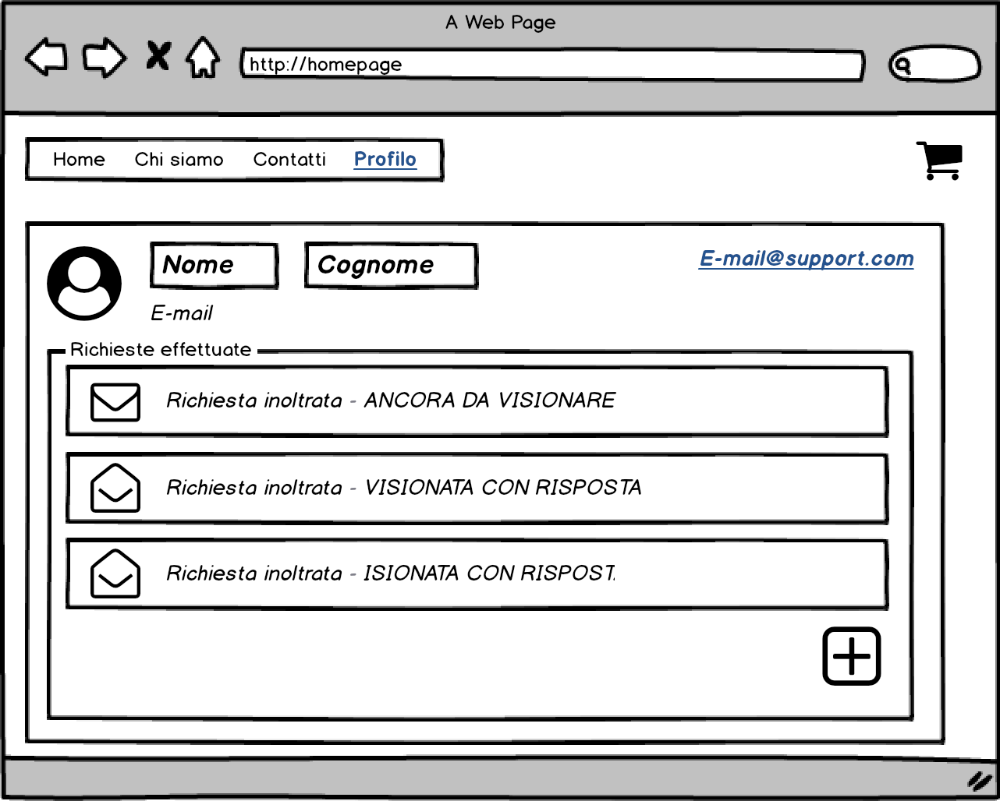 A Web Page
http://homepage
Home Chi siamo Contatti Profilo
Nome Cognome E-mail@support.com
E-mail
Richieste effettuate
Richiesta inoltrata - ANCORA DA VISIONARE
Richiesta inoltrata - VISIONATA CON RISPOSTA
Richiesta inoltrata - ISIONATA CON RISPOST